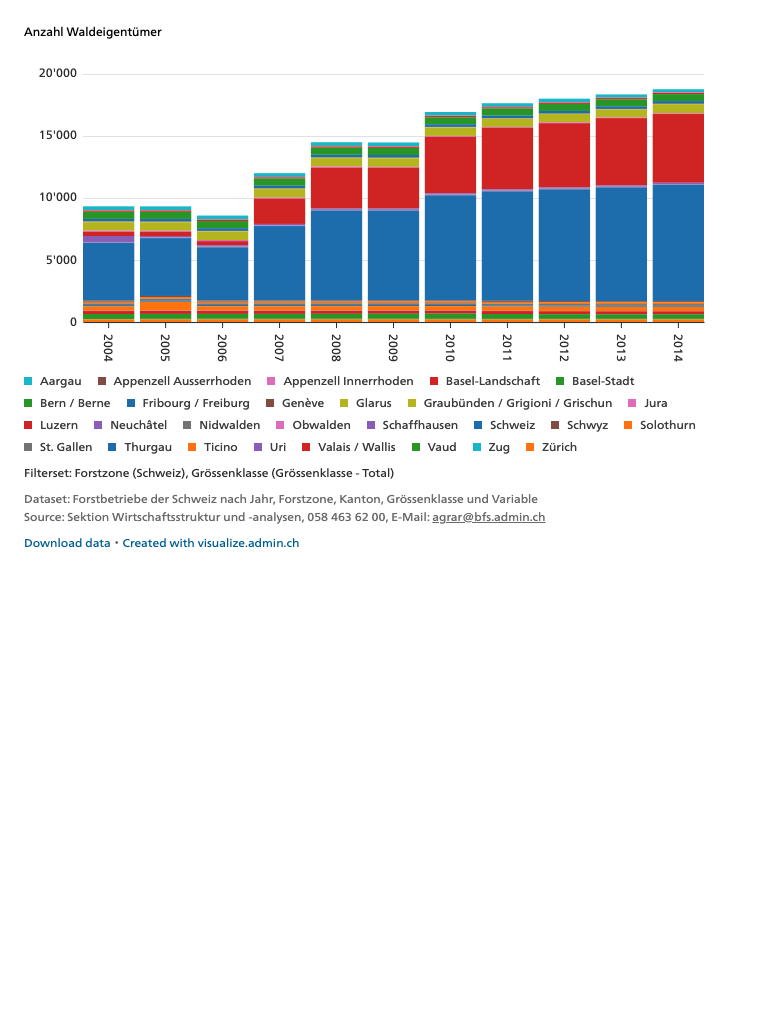 Anzahl Waldeigentümer
20'000
15'000
10'000
5'000
0
2004 2005 2006 2007 2008 2009 2010 2011 2012 2013 2014
Aargau Appenzell Ausserrhoden Appenzell Innerrhoden Basel-Landschaft Basel-Stadt
Bern / Berne Fribourg / Freiburg Genève Glarus Graubünden / Grigioni / Grischun Jura
Luzern Neuchâtel Nidwalden Obwalden Schaffhausen Schweiz Schwyz Solothurn
St. Gallen Thurgau Ticino Uri Valais / Wallis Vaud Zug Zürich
Filterset: Forstzone (Schweiz), Grössenklasse (Grössenklasse - Total)
Dataset: Forstbetriebe der Schweiz nach Jahr, Forstzone, Kanton, Grössenklasse und Variable
Source: Sektion Wirtschaftsstruktur und -analysen, 058 463 62 00, E-Mail: agrar@bfs.admin.ch
Download data • Created with visualize.admin.ch